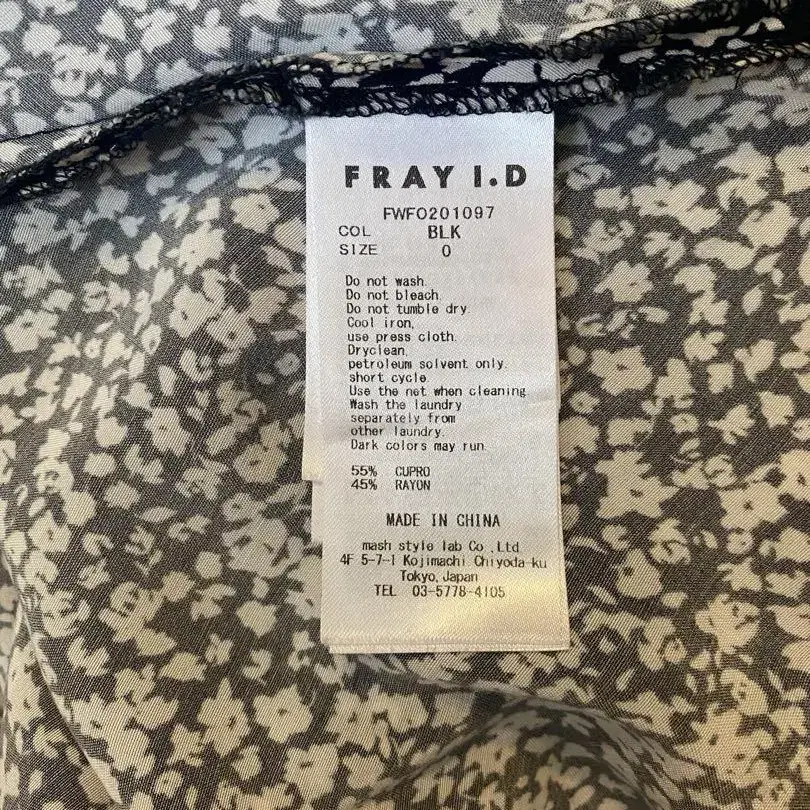 FRAY I.D
FWFO201097
COL BLK
SIZE 0
Do not wash.
Do not bleach.
Do not tumble dry.
Cool iron,
use press cloth.
Dryclean,
petroleum solvent only.
short cycle.
Use the net when cleaning.
Wash the laundry
separately from
other laundry.
Dark colors may run.
55% CUPRO
45% RAYON
MADE IN CHINA
mash style lab Co.,Ltd.
4F 5-7-1 Kojimachi Chiyoda-ku
Tokyo, Japan
TEL 03-5778-4105